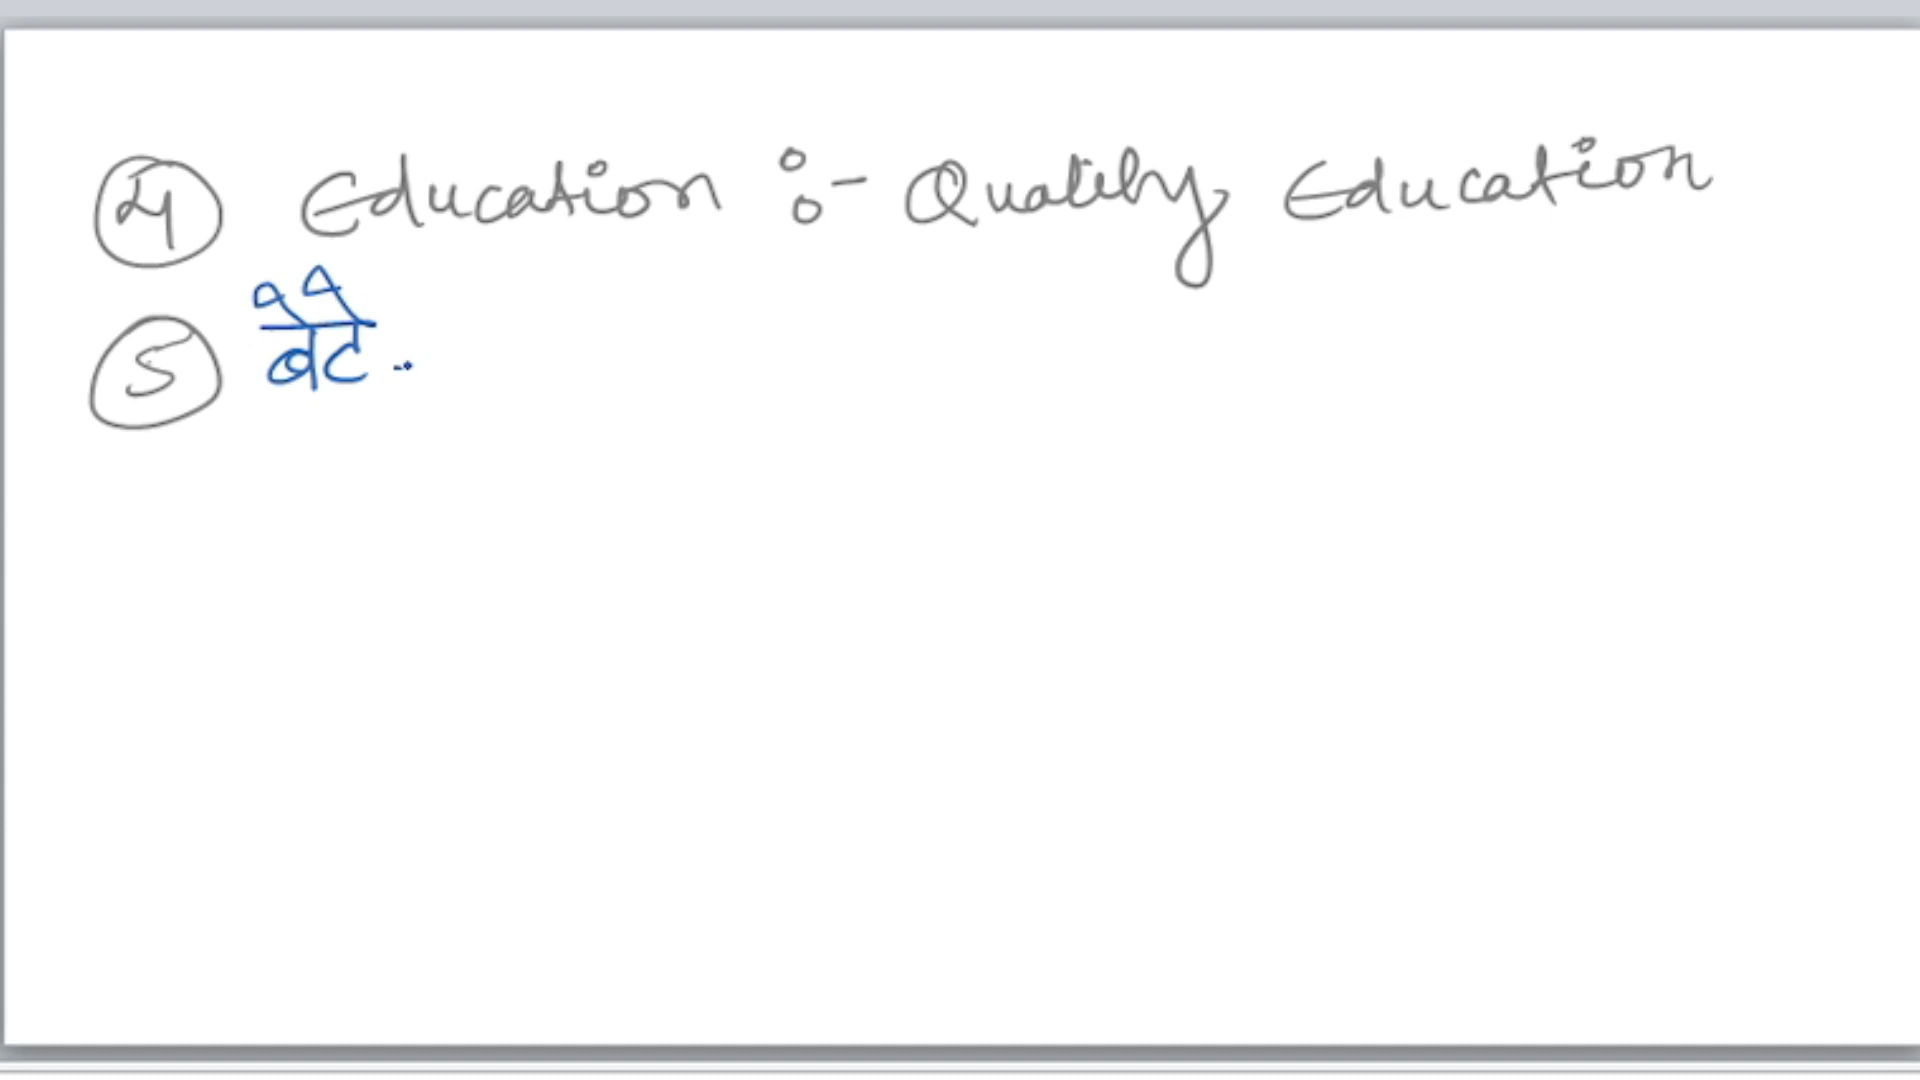 ④ Education :- Quality Education
⑤ बेटे